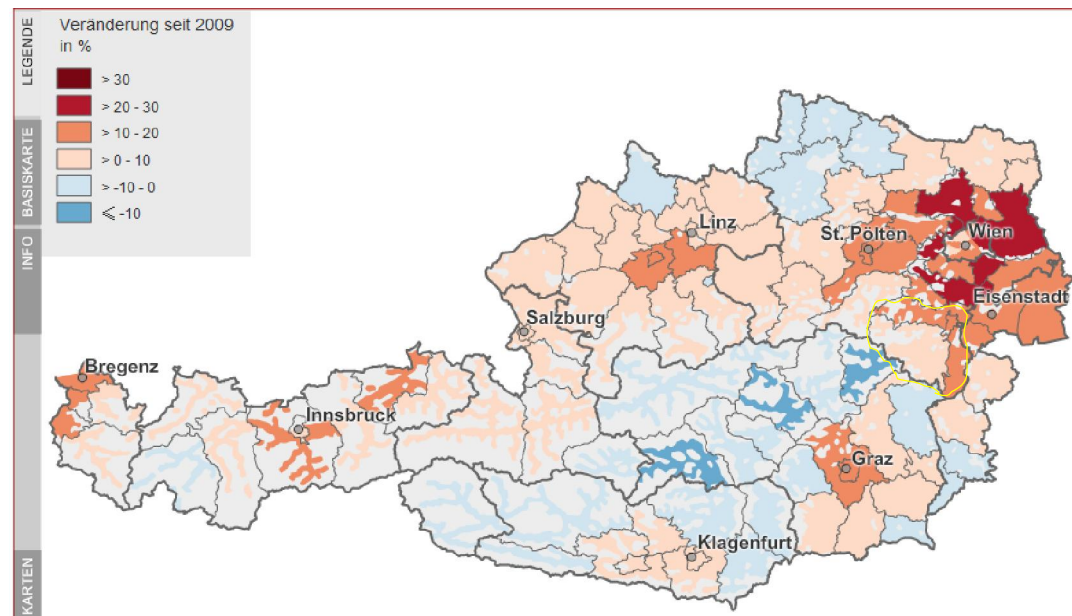 LEGENDE
BASISKARTE
INFO
KARTEN
Veränderung seit 2009
in %
> 30
> 20 - 30
> 10 - 20
> 0 - 10
> -10 - 0
⩽ -10
Linz
St. Pölten
Wien
Eisenstadt
Salzburg
Bregenz
Innsbruck
Graz
Klagenfurt